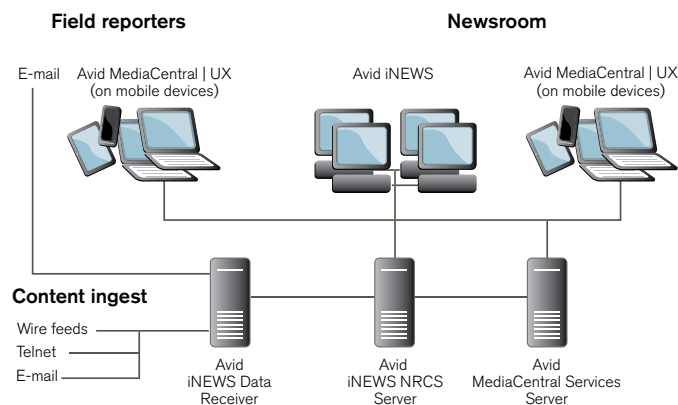 Field reporters
Newsroom
E-mail
Avid MediaCentral | UX
(on mobile devices)
Avid iNEWS
Avid MediaCentral | UX
(on mobile devices)
Content ingest
Wire feeds
Telnet
E-mail
Avid
iNEWS Data
Receiver
Avid
iNEWS NRCS
Server
Avid
MediaCentral Services
Server